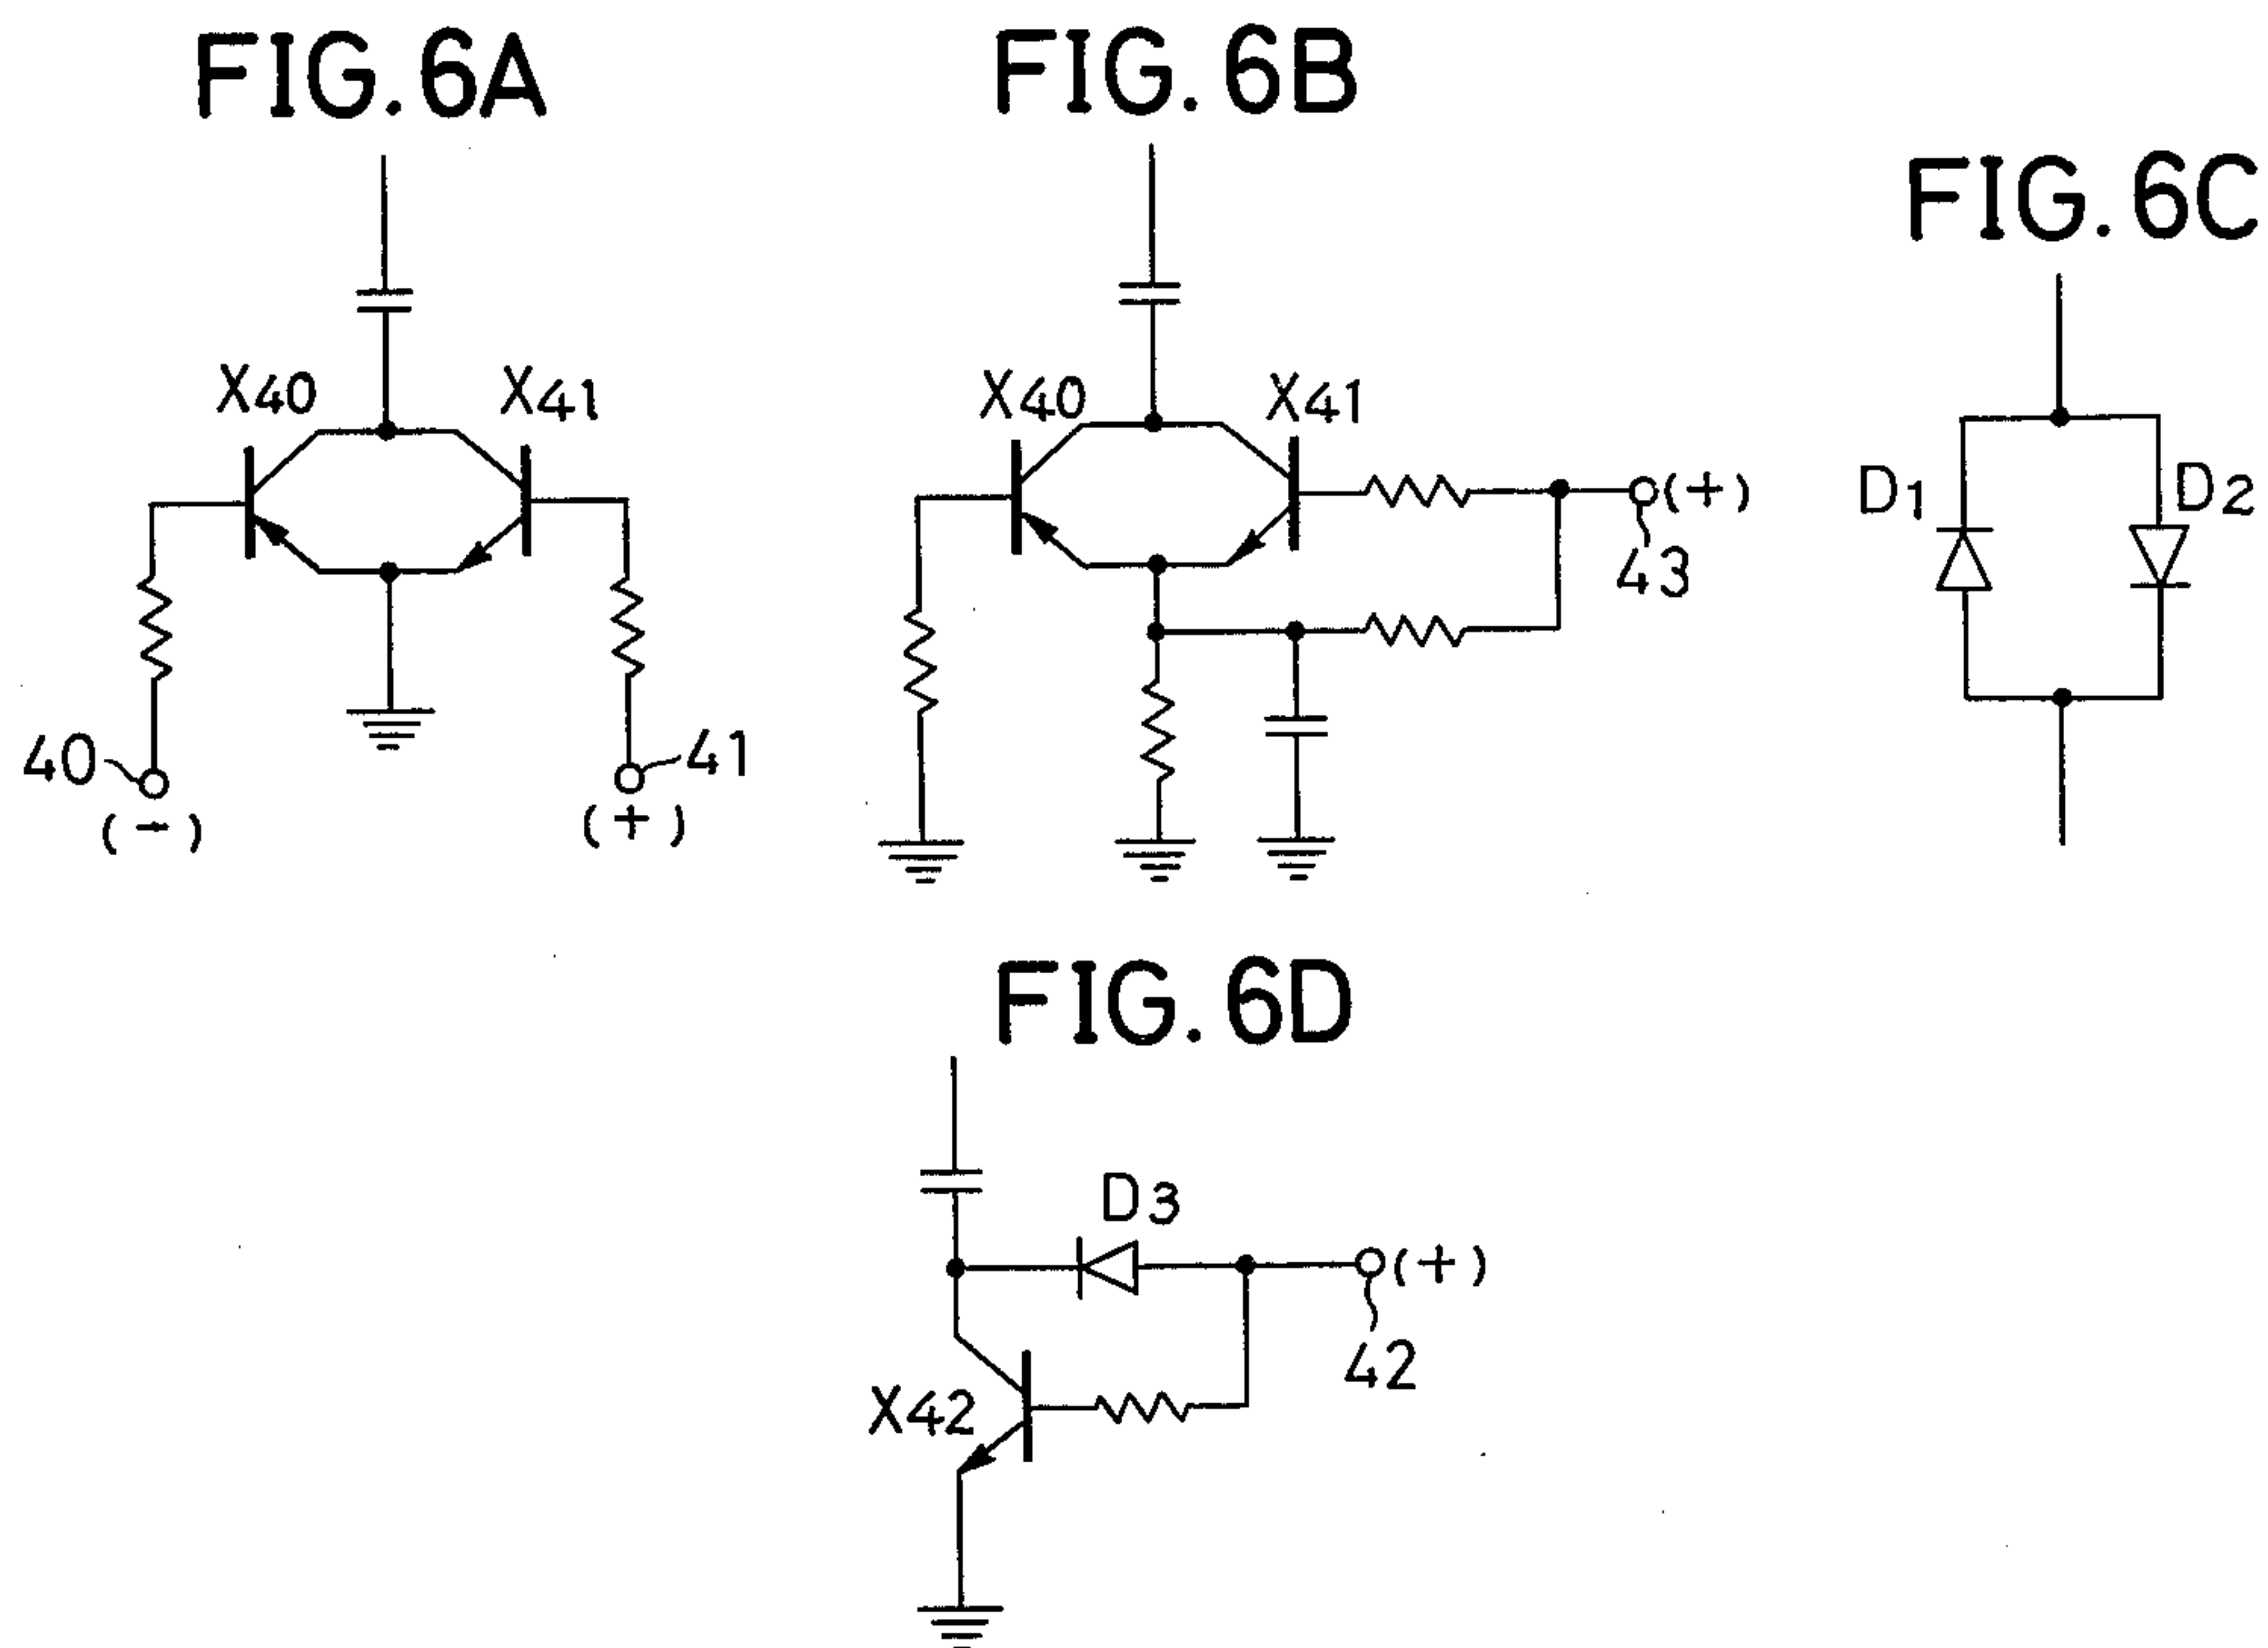 FIG.6A
X40
X41
40
(-)
41
(+)
FIG.6B
X40
X41
(+)
43
FIG.6C
D1
D2
FIG.6D
D3
(+)
42
X42